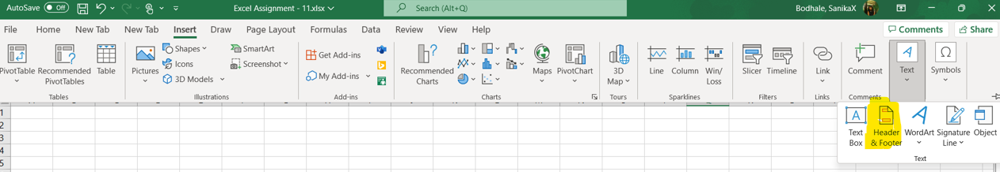 AutoSave Off Excel Assignment - 11.xlsx Search (Alt+Q) Bodhale, SanikaX
File Home New Tab New Tab Insert Draw Page Layout Formulas Data Review View Help Comments Share
PivotTable Recommended PivotTables Table
Pictures Shapes Icons 3D Models SmartArt Screenshot
Get Add-ins My Add-ins
Recommended Charts Maps PivotChart
3D Map Line Column Win/Loss
Slicer Timeline Link Comment Text Symbols
Tables Illustrations Add-ins Charts Tours Sparklines Filters Links Comments
1
2
3
4
5
A
Text Box Header & Footer WordArt Signature Line Object
Text